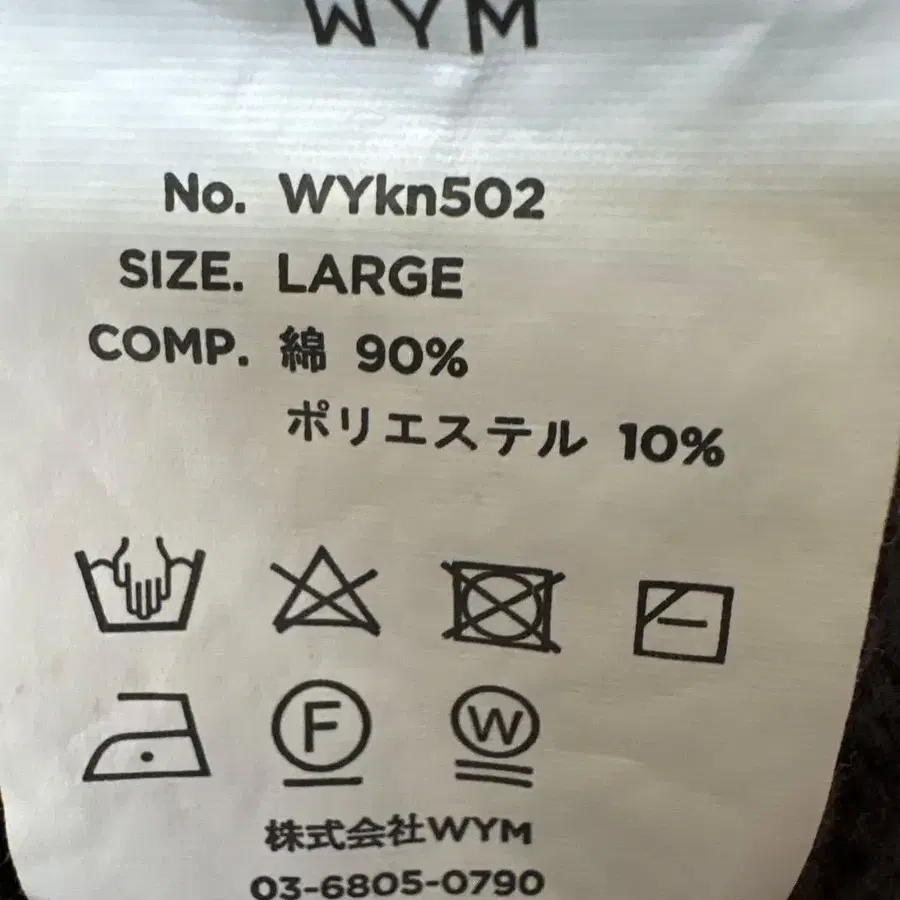 WYM
No. WYkn502
SIZE. LARGE
COMP. 綿 90%
ポリエステル 10%
F W
株式会社WYM
03-6805-0790